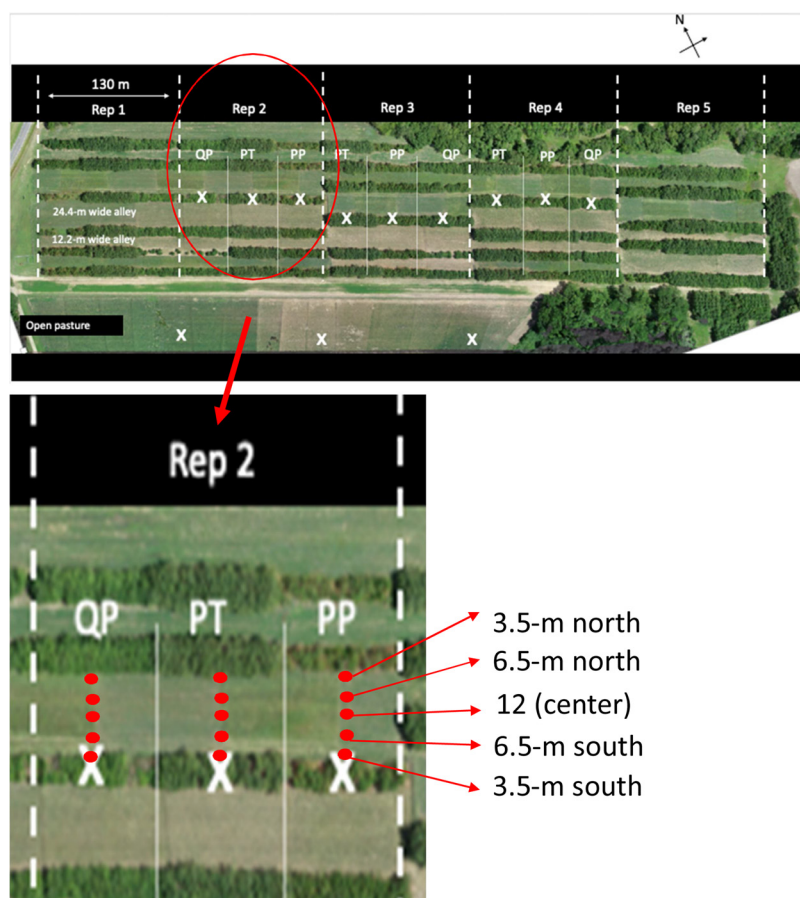 N
130 m
Rep 1
Rep 2
Rep 3
Rep 4
Rep 5
QP
PT
PP
PT
PP
QP
PT
PP
QP
X
X
X
X
X
X
X
X
X
24.4-m wide alley
12.2-m wide alley
Open pasture
X
X
X
Rep 2
QP
PT
PP
3.5-m north
6.5-m north
12 (center)
6.5-m south
3.5-m south
X
X
X